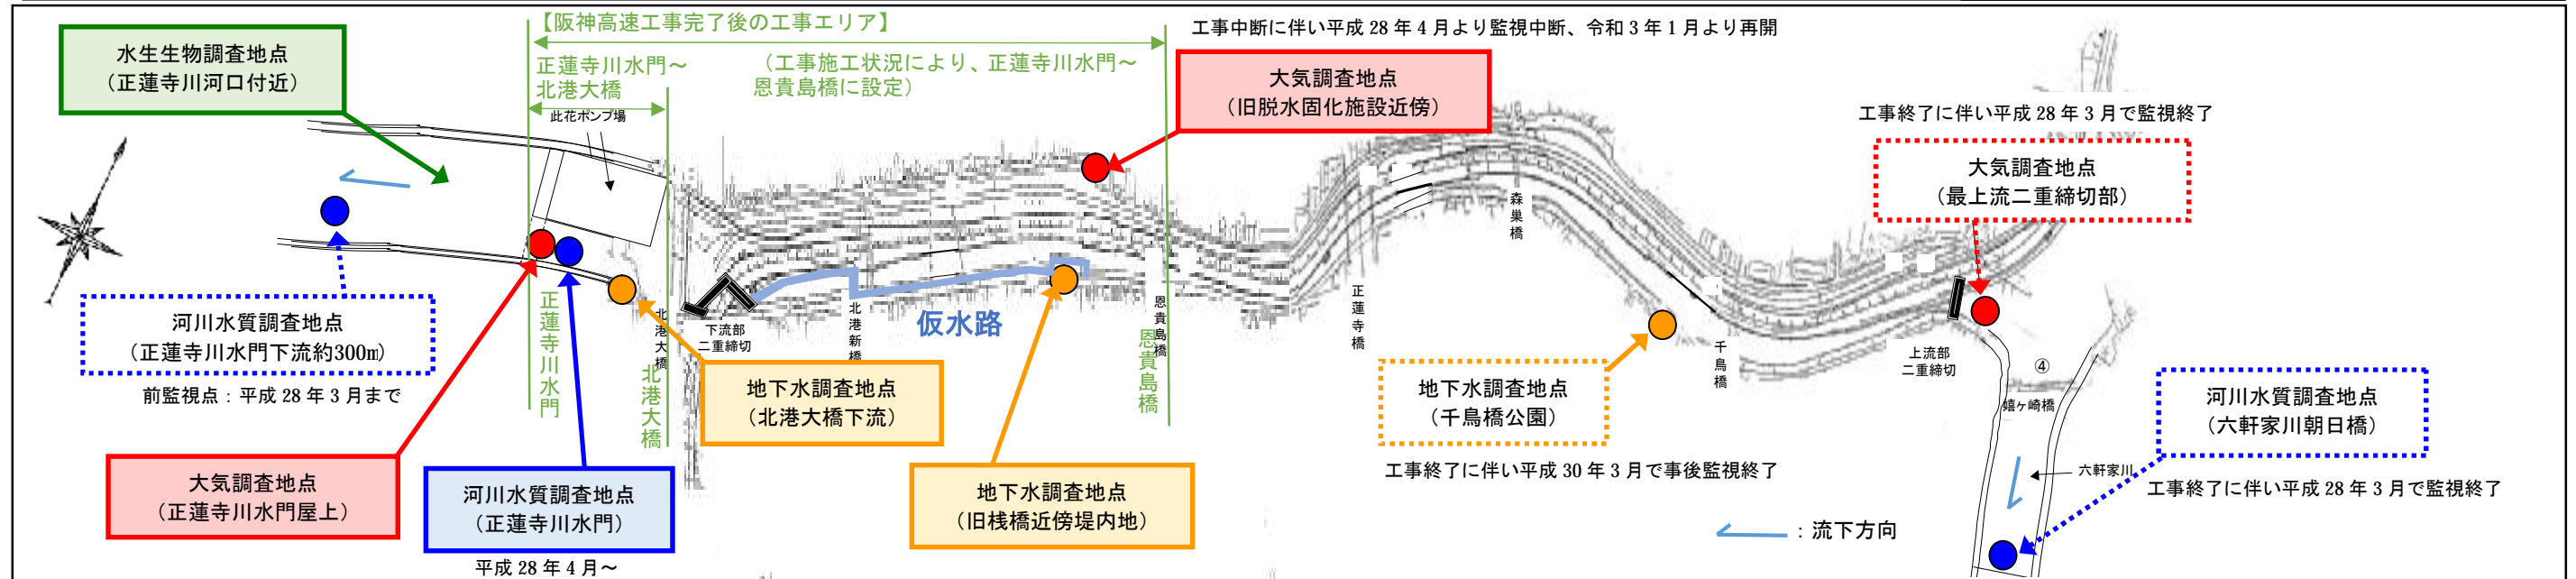 【阪神高速工事完了後の工事エリア】
工事中断に伴い平成 28 年 4 月より監視中断、令和 3 年 1 月より再開
水生生物調査地点
（正蓮寺川河口付近）
正蓮寺川水門～
北港大橋
（工事施工状況により、正蓮寺川水門～
恩貴島橋に設定）
此花ポンプ場
大気調査地点
（旧脱水固化施設近傍）
工事終了に伴い平成 28 年 3 月で監視終了
大気調査地点
（最上流二重締切部）
森巣橋
正蓮寺橋
河川水質調査地点
（正蓮寺川水門下流約300m）
前監視点：平成 28 年 3 月まで
正蓮寺川水門
北港大橋
北港大橋
下流部
二重締切
北港新橋
仮水路
恩貴島橋
恩貴島橋
千鳥橋
上流部
二重締切
④
嬉ヶ崎橋
地下水調査地点
（北港大橋下流）
地下水調査地点
（千鳥橋公園）
工事終了に伴い平成 30 年 3 月で事後監視終了
河川水質調査地点
（六軒家川朝日橋）
六軒家川
工事終了に伴い平成 28 年 3 月で監視終了
大気調査地点
（正蓮寺川水門屋上）
河川水質調査地点
（正蓮寺川水門）
平成 28 年 4 月～
地下水調査地点
（旧桟橋近傍堤内地）
：流下方向